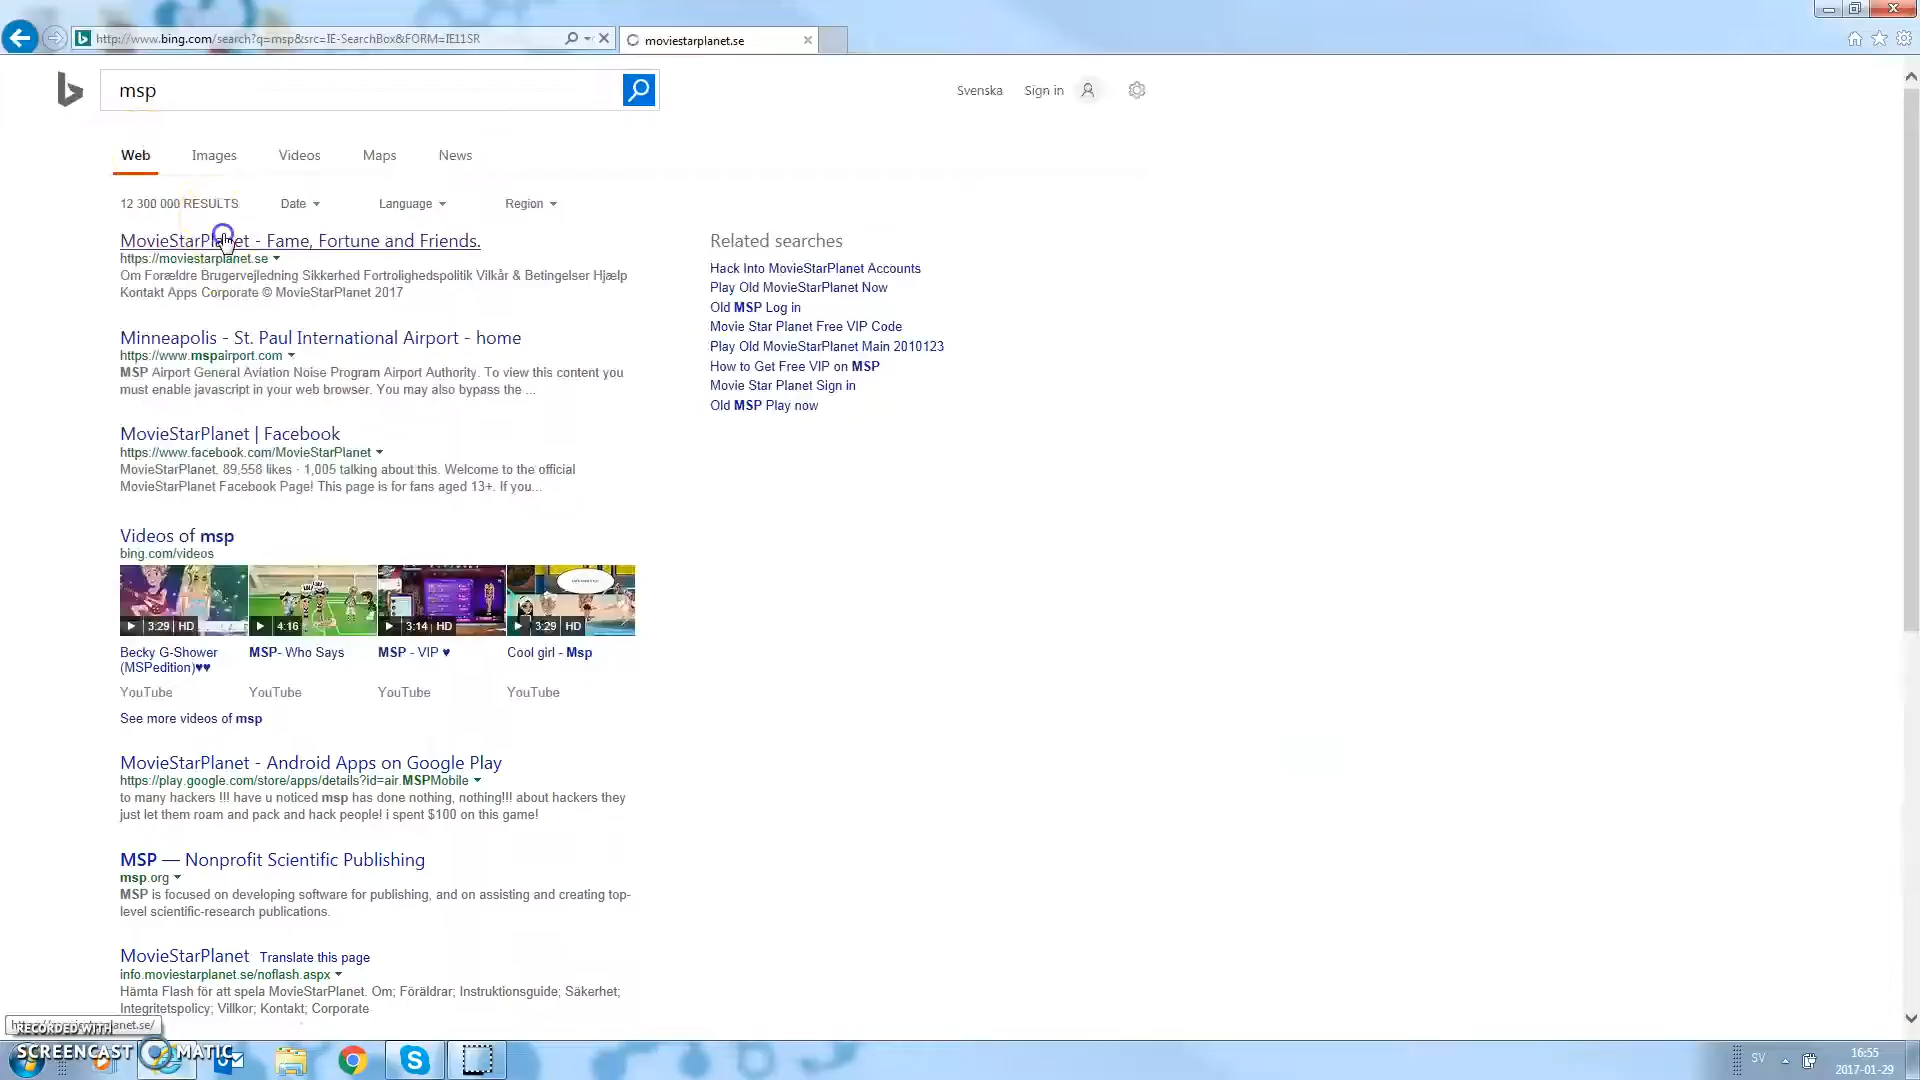 http://www.bing.com/search?q=msp&src=IE-SearchBox&FORM=IE11SR
moviestarplanet.se
msp
Svenska Sign in
Web Images Videos Maps News
12 300 000 RESULTS Date Language Region
MovieStarPlanet - Fame, Fortune and Friends.
https://moviestarplanet.se
Om Forældre Brugervejledning Sikkerhed Fortrolighedspolitik Vilkår & Betingelser Hjælp
Kontakt Apps Corporate © MovieStarPlanet 2017
Related searches
Hack Into MovieStarPlanet Accounts
Play Old MovieStarPlanet Now
Old MSP Log in
Movie Star Planet Free VIP Code
Play Old MovieStarPlanet Main 2010123
How to Get Free VIP on MSP
Movie Star Planet Sign in
Old MSP Play now
Minneapolis - St. Paul International Airport - home
https://www.mspairport.com
MSP Airport General Aviation Noise Program Airport Authority. To view this content you
must enable javascript in your web browser. You may also bypass the ...
MovieStarPlanet | Facebook
https://www.facebook.com/MovieStarPlanet
MovieStarPlanet. 89,558 likes · 1,005 talking about this. Welcome to the official
MovieStarPlanet Facebook Page! This page is for fans aged 13+. If you...
Videos of msp
bing.com/videos
3:29 HD 4:16 3:14 HD 3:29 HD
Becky G-Shower MSP- Who Says MSP - VIP ♥ Cool girl - Msp
(MSPedition)♥♥
YouTube YouTube YouTube YouTube
See more videos of msp
MovieStarPlanet - Android Apps on Google Play
https://play.google.com/store/apps/details?id=air.MSPMobile
to many hackers !!! have u noticed msp has done nothing, nothing!!! about hackers they
just let them roam and pack and hack people! i spent $100 on this game!
MSP — Nonprofit Scientific Publishing
msp.org
MSP is focused on developing software for publishing, and on assisting and creating top-
level scientific-research publications.
MovieStarPlanet Translate this page
info.moviestarplanet.se/noflash.aspx
Hämta Flash för att spela MovieStarPlanet. Om; Föräldrar; Instruktionsguide; Säkerhet;
Integritetspolicy; Villkor; Kontakt; Corporate
RECORDED WITH
SCREENCAST MATIC
SV 16:55
2017-01-29